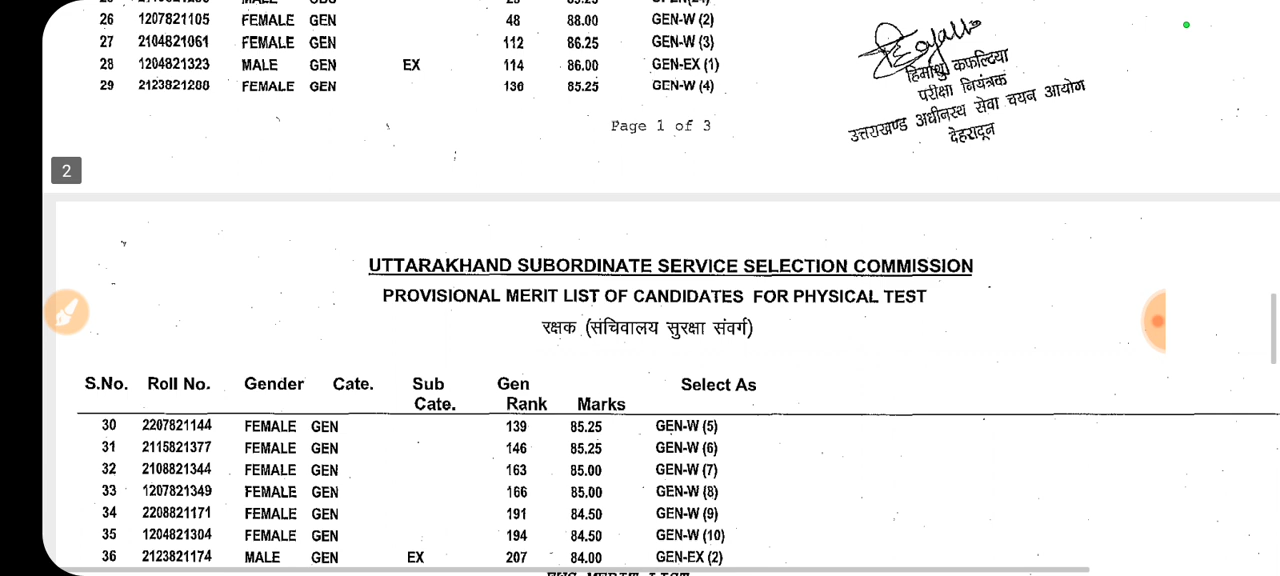 26 1207821105 FEMALE GEN 48 88.00 GEN-W (2)
27 2104821061 FEMALE GEN 112 86.25 GEN-W (3)
28 1204821323 MALE GEN EX 114 86.00 GEN-EX (1)
29 2123821200 FEMALE GEN 130 85.25 GEN-W (4)
हिमांशु कफल्टिया
परीक्षा नियंत्रक
उत्तराखण्ड अधीनस्थ सेवा चयन आयोग
देहरादून
Page 1 of 3
2
UTTARAKHAND SUBORDINATE SERVICE SELECTION COMMISSION
PROVISIONAL MERIT LIST OF CANDIDATES FOR PHYSICAL TEST
रक्षक (संचिवालय सुरक्षा संवर्ग)
S.No. Roll No. Gender Cate. Sub Cate. Gen Rank Marks Select As
30 2207821144 FEMALE GEN 139 85.25 GEN-W (5)
31 2115821377 FEMALE GEN 146 85.25 GEN-W (6)
32 2108821344 FEMALE GEN 163 85.00 GEN-W (7)
33 1207821349 FEMALE GEN 166 85.00 GEN-W (8)
34 2208821171 FEMALE GEN 191 84.50 GEN-W (9)
35 1204821304 FEMALE GEN 194 84.50 GEN-W (10)
36 2123821174 MALE GEN EX 207 84.00 GEN-EX (2)